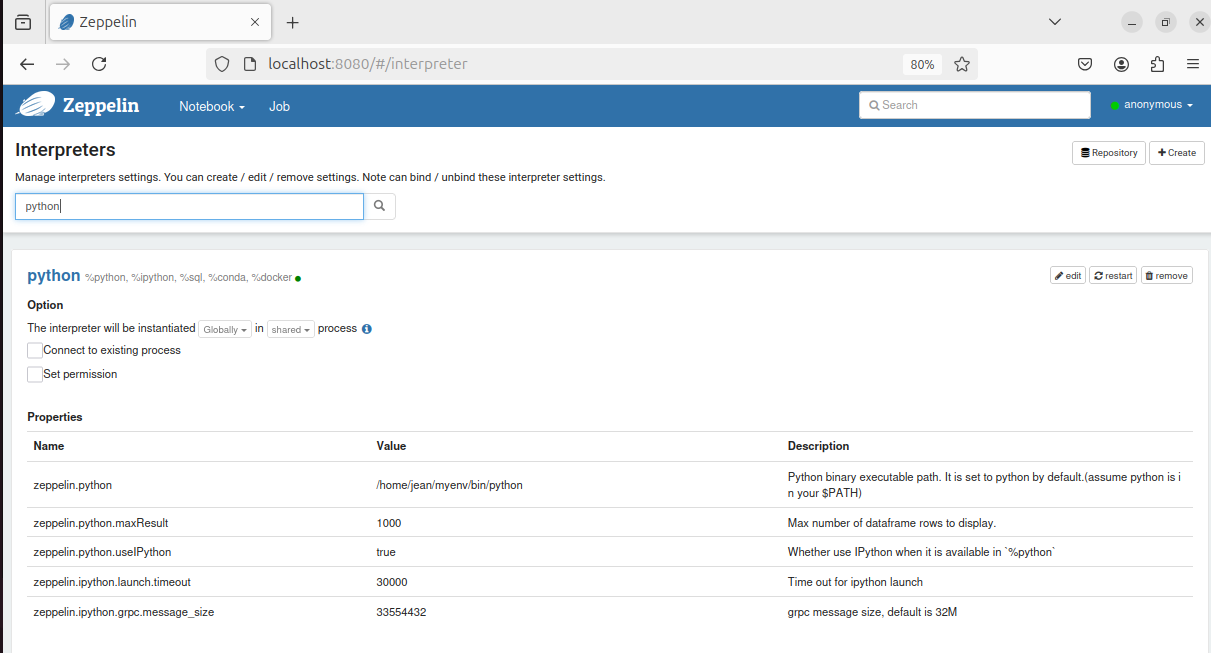 Zeppelin
localhost:8080/#/interpreter
80%
Zeppelin
Notebook
Job
Search
anonymous
Interpreters
Repository
Create
Manage interpreters settings. You can create / edit / remove settings. Note can bind / unbind these interpreter settings.
python
python %python, %ipython, %sql, %conda, %docker
edit
restart
remove
Option
The interpreter will be instantiated Globally in shared process
Connect to existing process
Set permission
Properties
Name Value Description
zeppelin.python /home/jean/myenv/bin/python Python binary executable path. It is set to python by default.(assume python is i
n your $PATH)
zeppelin.python.maxResult 1000 Max number of dataframe rows to display.
zeppelin.python.useIPython true Whether use IPython when it is available in `%python`
zeppelin.ipython.launch.timeout 30000 Time out for ipython launch
zeppelin.ipython.grpc.message_size 33554432 grpc message size, default is 32M